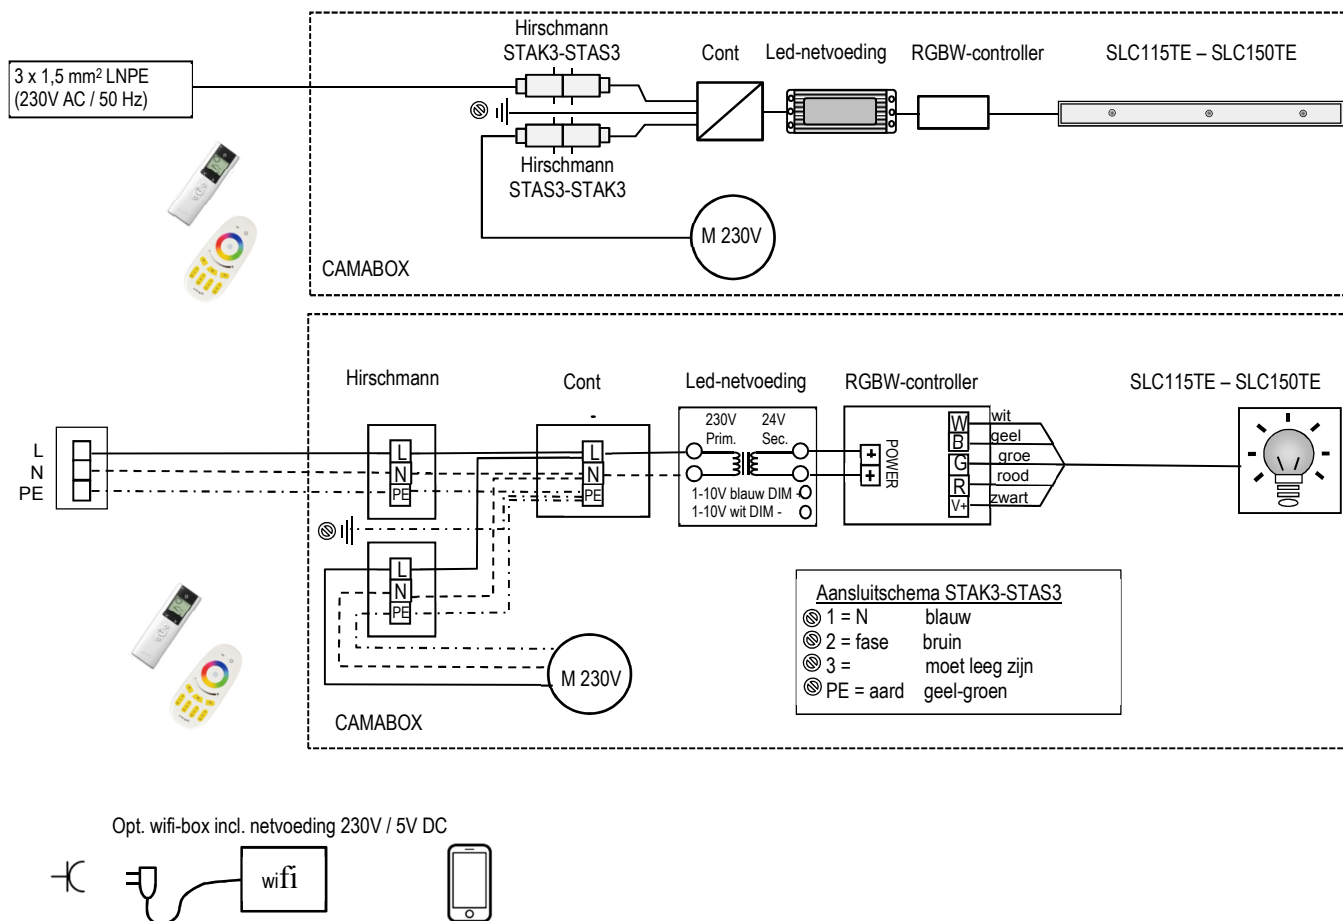 Hirschmann
STAK3-STAS3
Cont
Led-netvoeding
RGBW-controller
SLC115TE – SLC150TE
3 x 1,5 mm² LNPE
(230V AC / 50 Hz)
Hirschmann
STAS3-STAK3
M 230V
CAMABOX
Hirschmann
Cont
-
Led-netvoeding
RGBW-controller
SLC115TE – SLC150TE
L
N
PE
L
N
PE
L
N
PE
230V
Prim.
24V
Sec.
1-10V blauw DIM +
1-10V wit DIM -
+
+
POWER
W
B
G
R
V+
wit
geel
groe
rood
zwart
L
N
PE
M 230V
CAMABOX
Aansluitschema STAK3-STAS3
1 = N blauw
2 = fase bruin
3 = moet leeg zijn
PE = aard geel-groen
Opt. wifi-box incl. netvoeding 230V / 5V DC
wifi